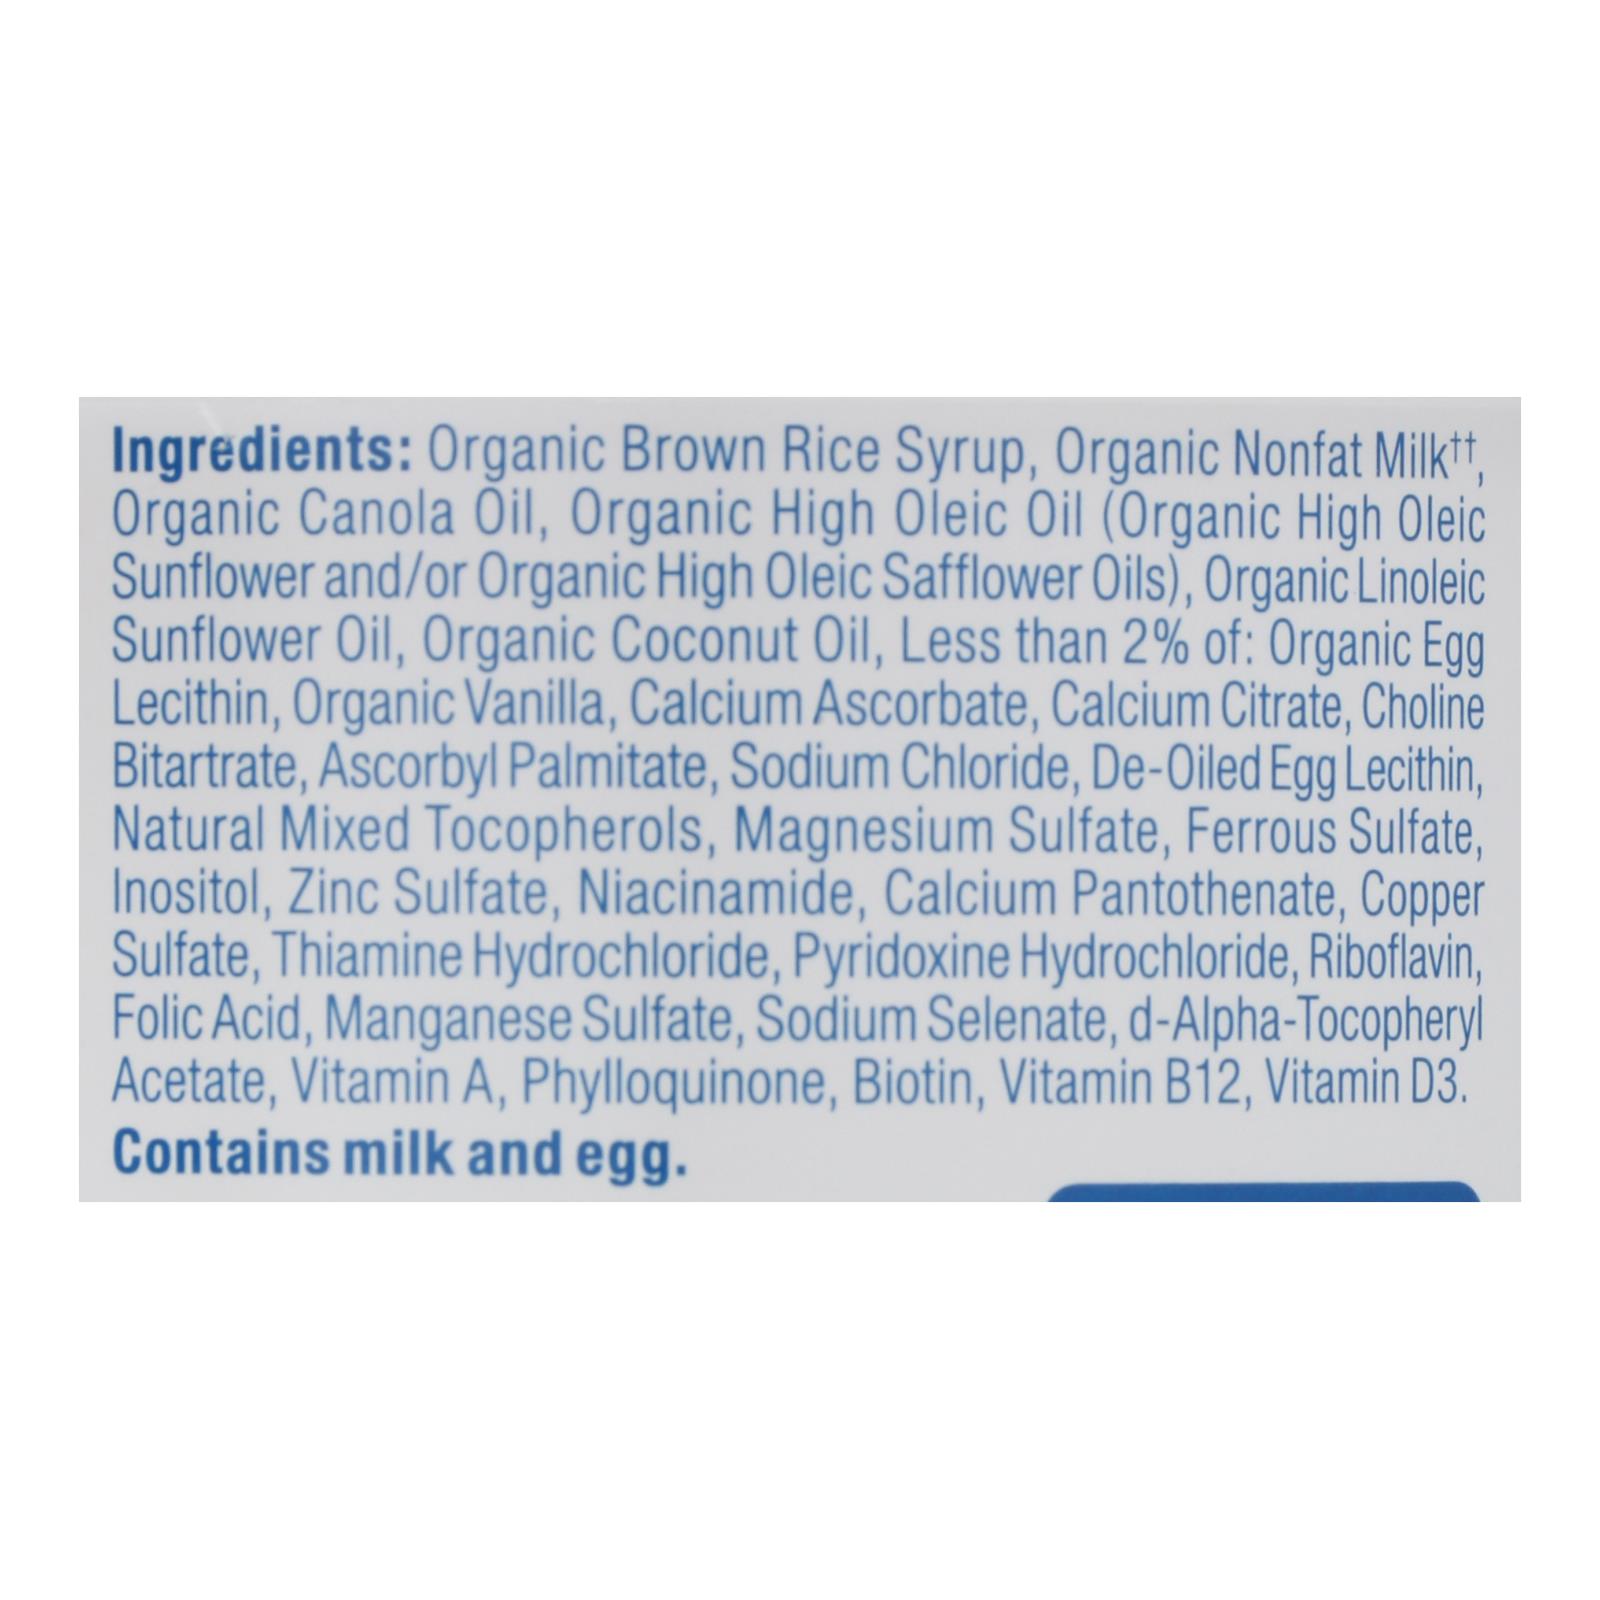 Ingredients: Organic Brown Rice Syrup, Organic Nonfat Milk††,
Organic Canola Oil, Organic High Oleic Oil (Organic High Oleic
Sunflower and/or Organic High Oleic Safflower Oils), Organic Linoleic
Sunflower Oil, Organic Coconut Oil, Less than 2% of: Organic Egg
Lecithin, Organic Vanilla, Calcium Ascorbate, Calcium Citrate, Choline
Bitartrate, Ascorbyl Palmitate, Sodium Chloride, De-Oiled Egg Lecithin,
Natural Mixed Tocopherols, Magnesium Sulfate, Ferrous Sulfate,
Inositol, Zinc Sulfate, Niacinamide, Calcium Pantothenate, Copper
Sulfate, Thiamine Hydrochloride, Pyridoxine Hydrochloride, Riboflavin,
Folic Acid, Manganese Sulfate, Sodium Selenate, d-Alpha-Tocopheryl
Acetate, Vitamin A, Phylloquinone, Biotin, Vitamin B12, Vitamin D3.
Contains milk and egg.